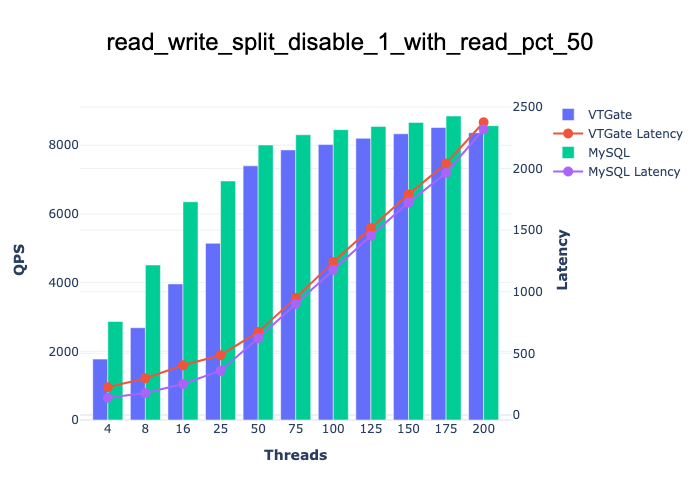 read_write_split_disable_1_with_read_pct_50
QPS
8000
6000
4000
2000
0
4 8 16 25 50 75 100 125 150 175 200
Threads
2500
2000
1500
1000
500
0
Latency
VTGate
VTGate Latency
MySQL
MySQL Latency